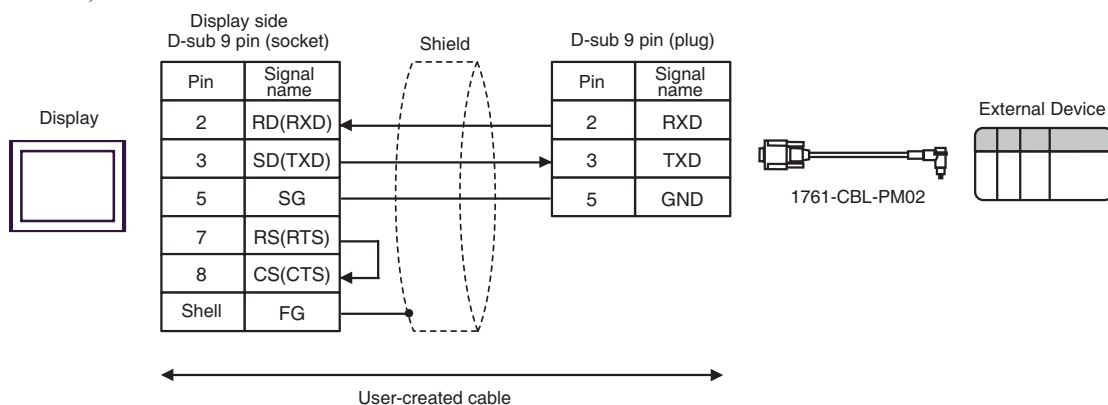 Display side
D-sub 9 pin (socket)
Shield
D-sub 9 pin (plug)
Pin
Signal
name
Pin
Signal
name
Display
External Device
2 RD(RXD)
2 RXD
3 SD(TXD)
3 TXD
5 SG
5 GND
1761-CBL-PM02
7 RS(RTS)
8 CS(CTS)
Shell FG
User-created cable